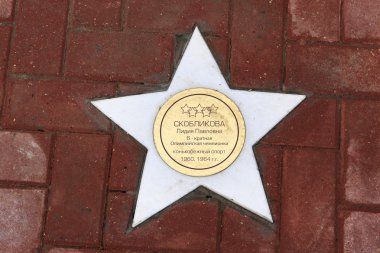 СКОБЛИКОВА
Лидия Павловна
6 - кратная
Олимпийская чемпионка
конькобежный спорт
1960, 1964 гг.